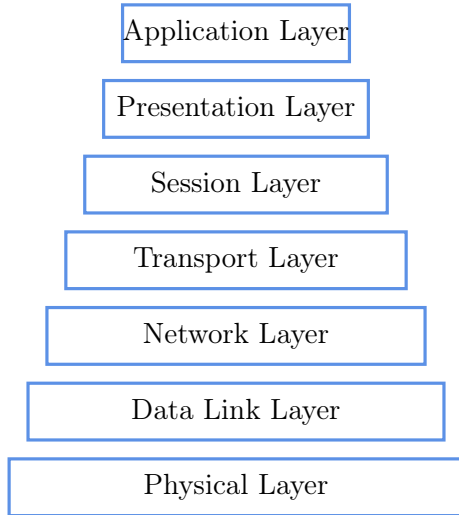 Application Layer
Presentation Layer
Session Layer
Transport Layer
Network Layer
Data Link Layer
Physical Layer